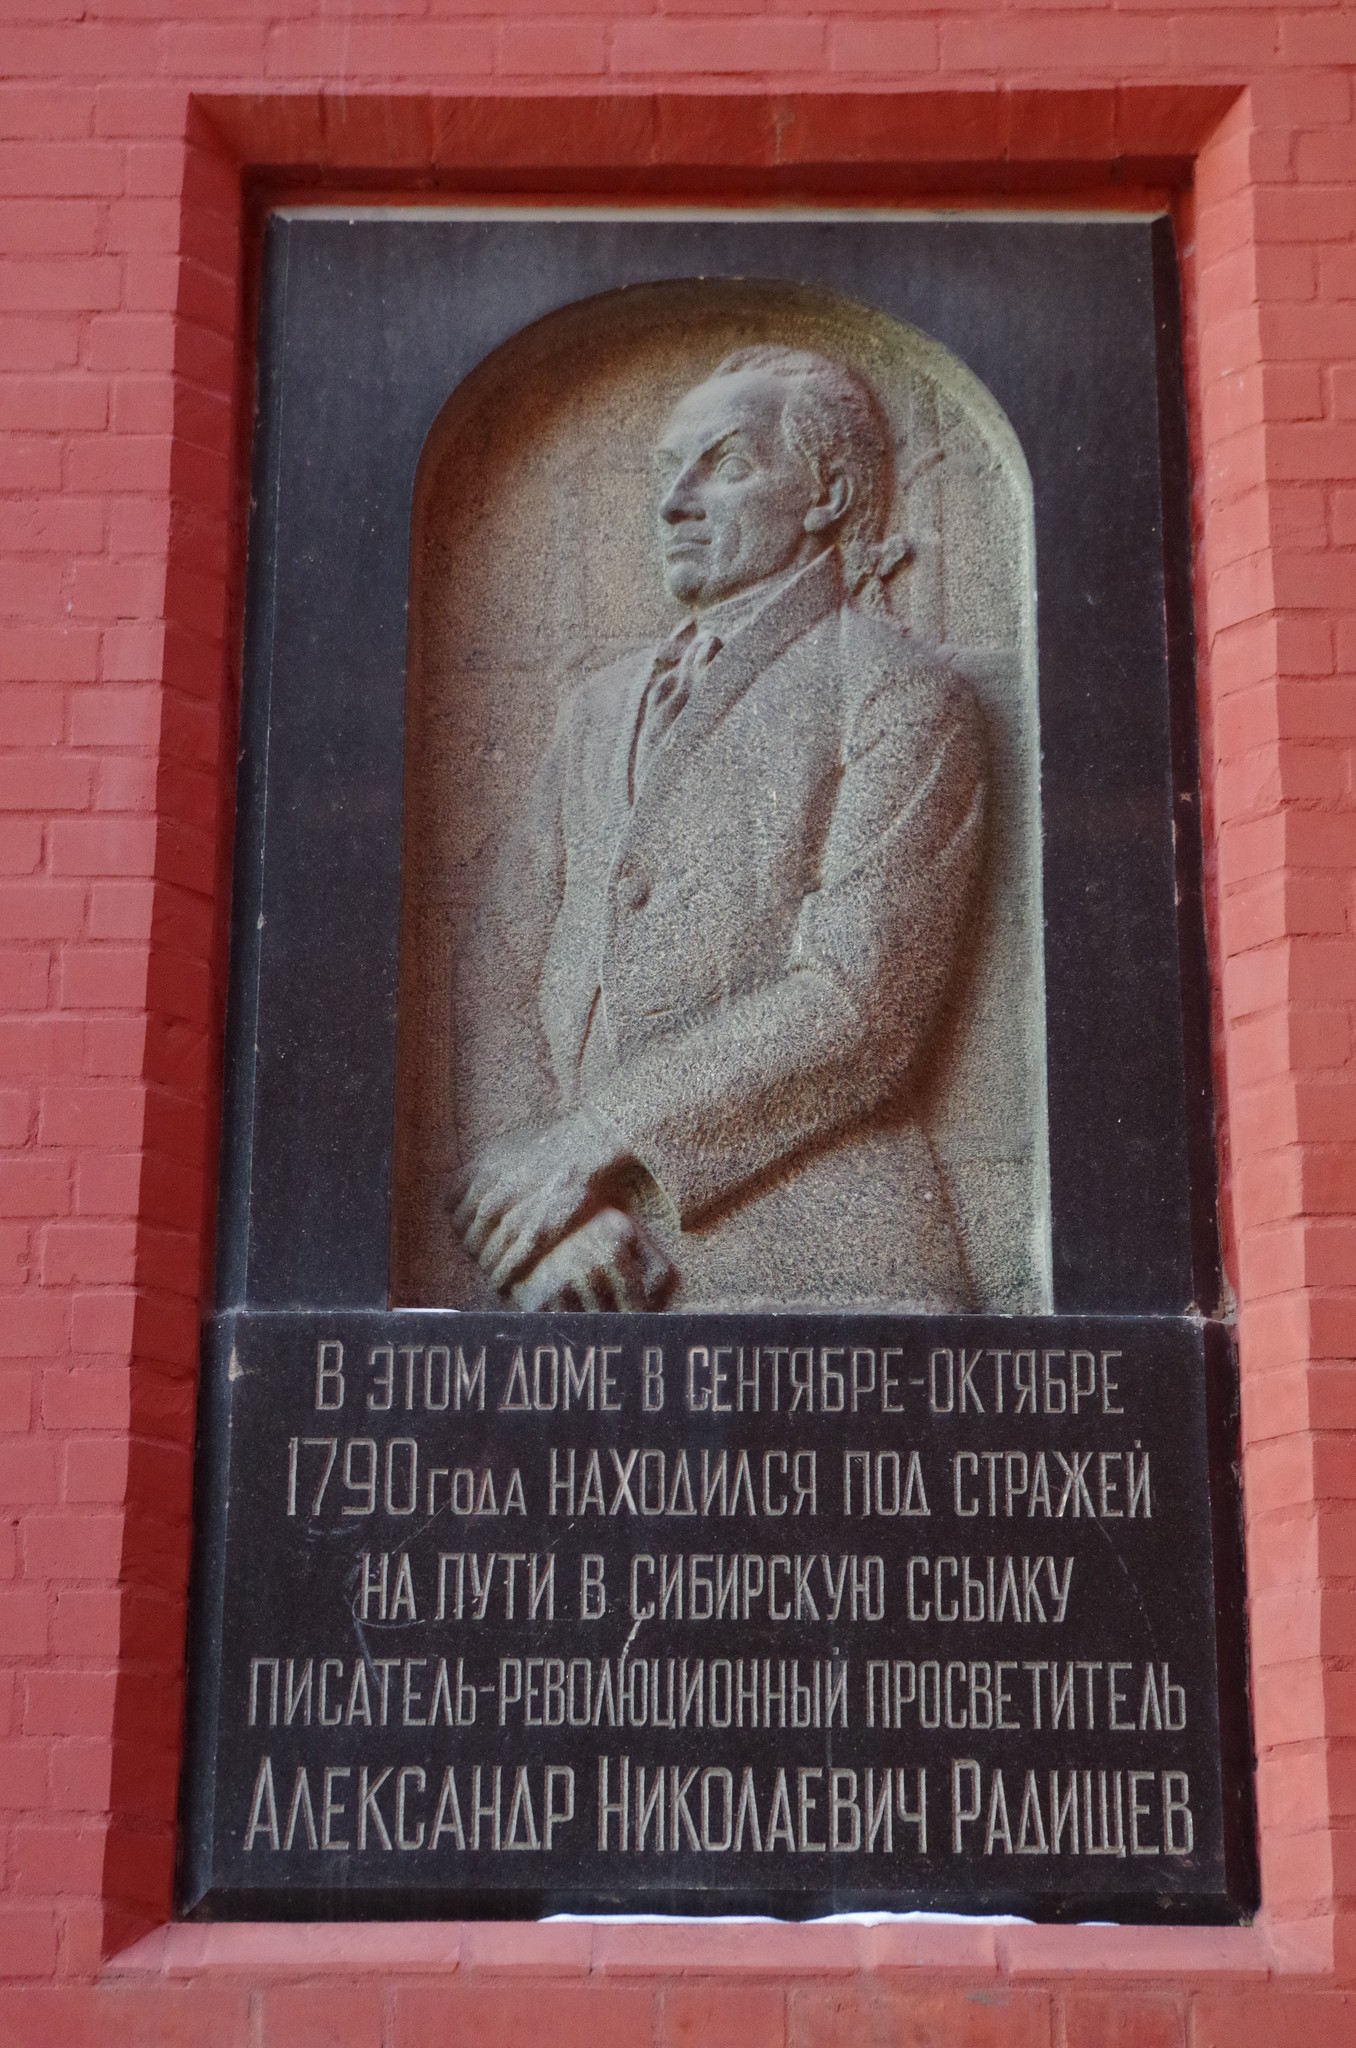 В ЭТОМ ДОМЕ В СЕНТЯБРЕ-ОКТЯБРЕ
1790 ГОДА НАХОДИЛСЯ ПОД СТРАЖЕЙ
НА ПУТИ В СИБИРСКУЮ ССЫЛКУ
ПИСАТЕЛЬ-РЕВОЛЮЦИОННЫЙ ПРОСВЕТИТЕЛЬ
АЛЕКСАНДР НИКОЛАЕВИЧ РАДИЩЕВ